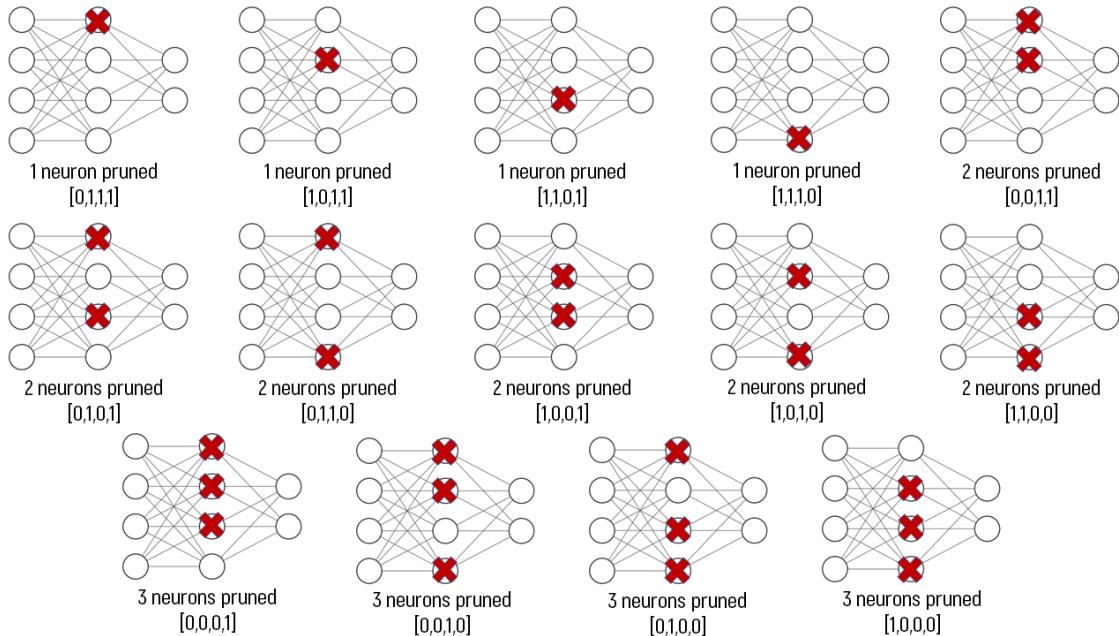 1 neuron pruned
[0,1,1,1]
1 neuron pruned
[1,0,1,1]
1 neuron pruned
[1,1,0,1]
1 neuron pruned
[1,1,1,0]
2 neurons pruned
[0,0,1,1]
2 neurons pruned
[0,1,0,1]
2 neurons pruned
[0,1,1,0]
2 neurons pruned
[1,0,0,1]
2 neurons pruned
[1,0,1,0]
2 neurons pruned
[1,1,0,0]
3 neurons pruned
[0,0,0,1]
3 neurons pruned
[0,0,1,0]
3 neurons pruned
[0,1,0,0]
3 neurons pruned
[1,0,0,0]